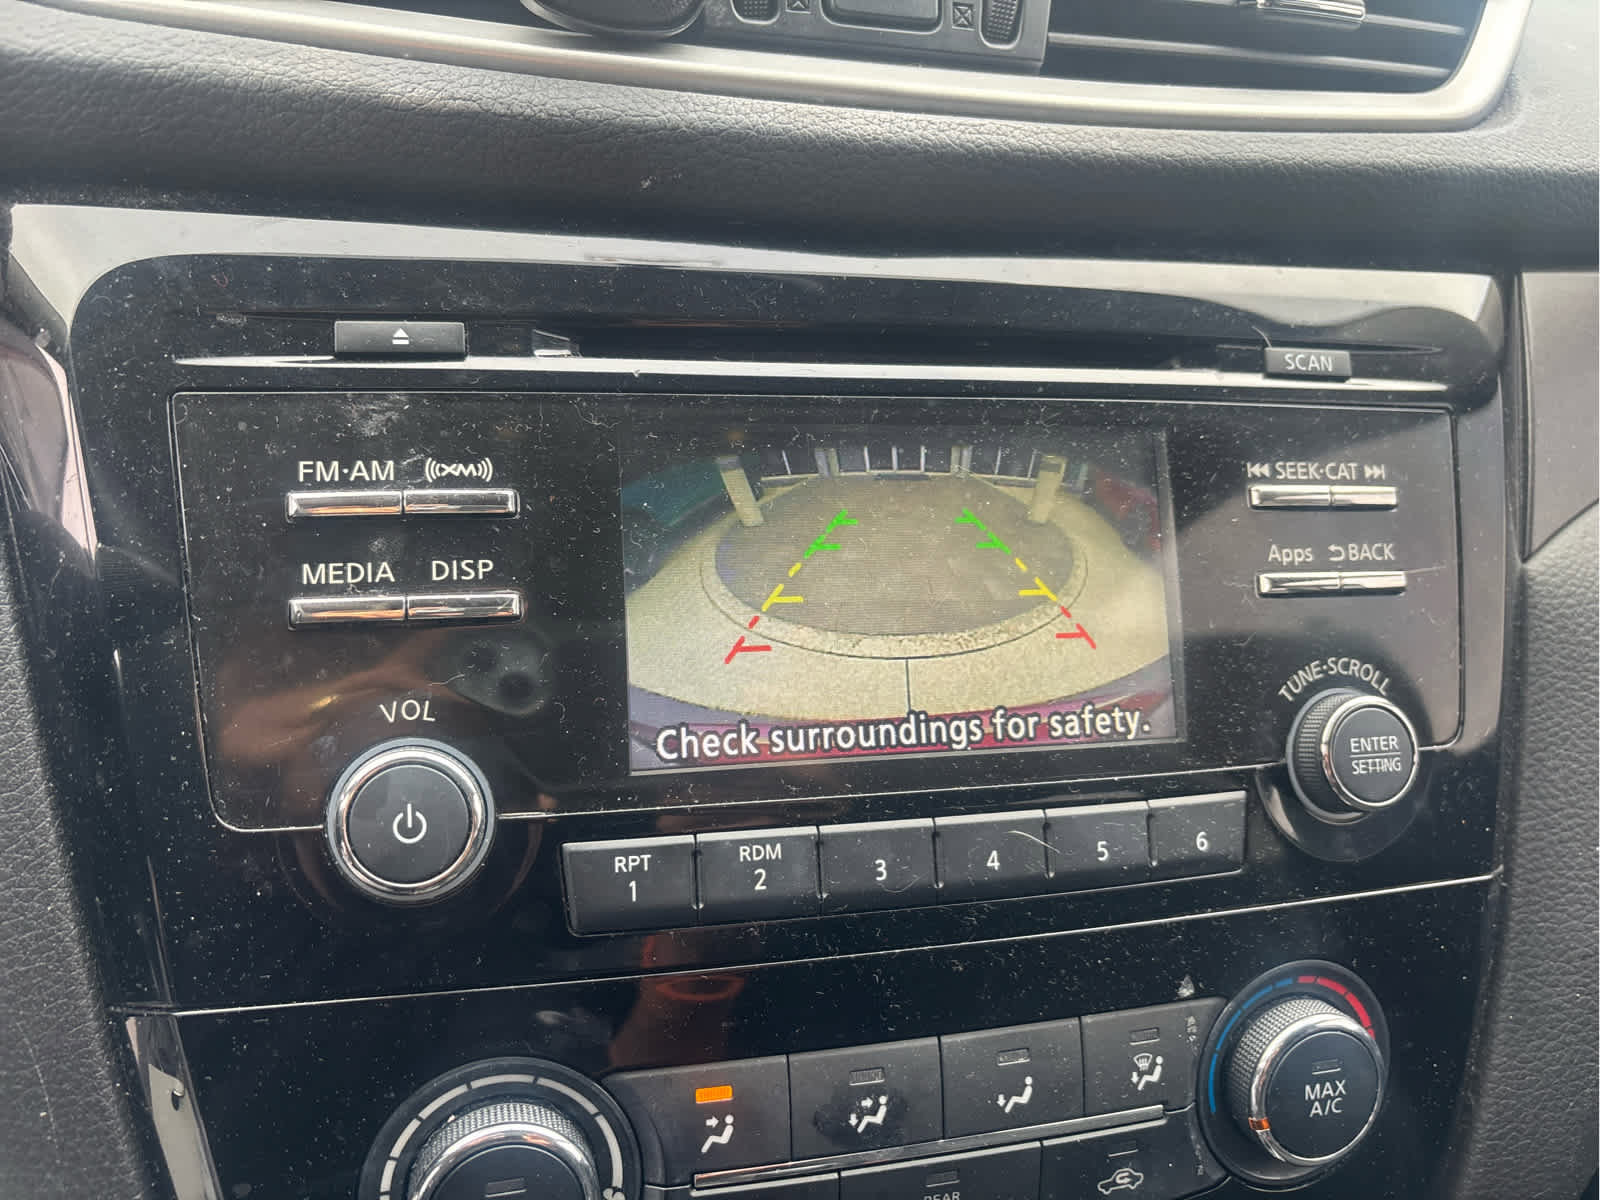 SCAN
FM·AM
XM
SEEK·CAT
MEDIA
DISP
Apps
BACK
VOL
TUNE·SCROLL
Check surroundings for safety.
ENTER
SETTING
RPT
1
RDM
2
3
4
5
6
MAX
A/C
REAR